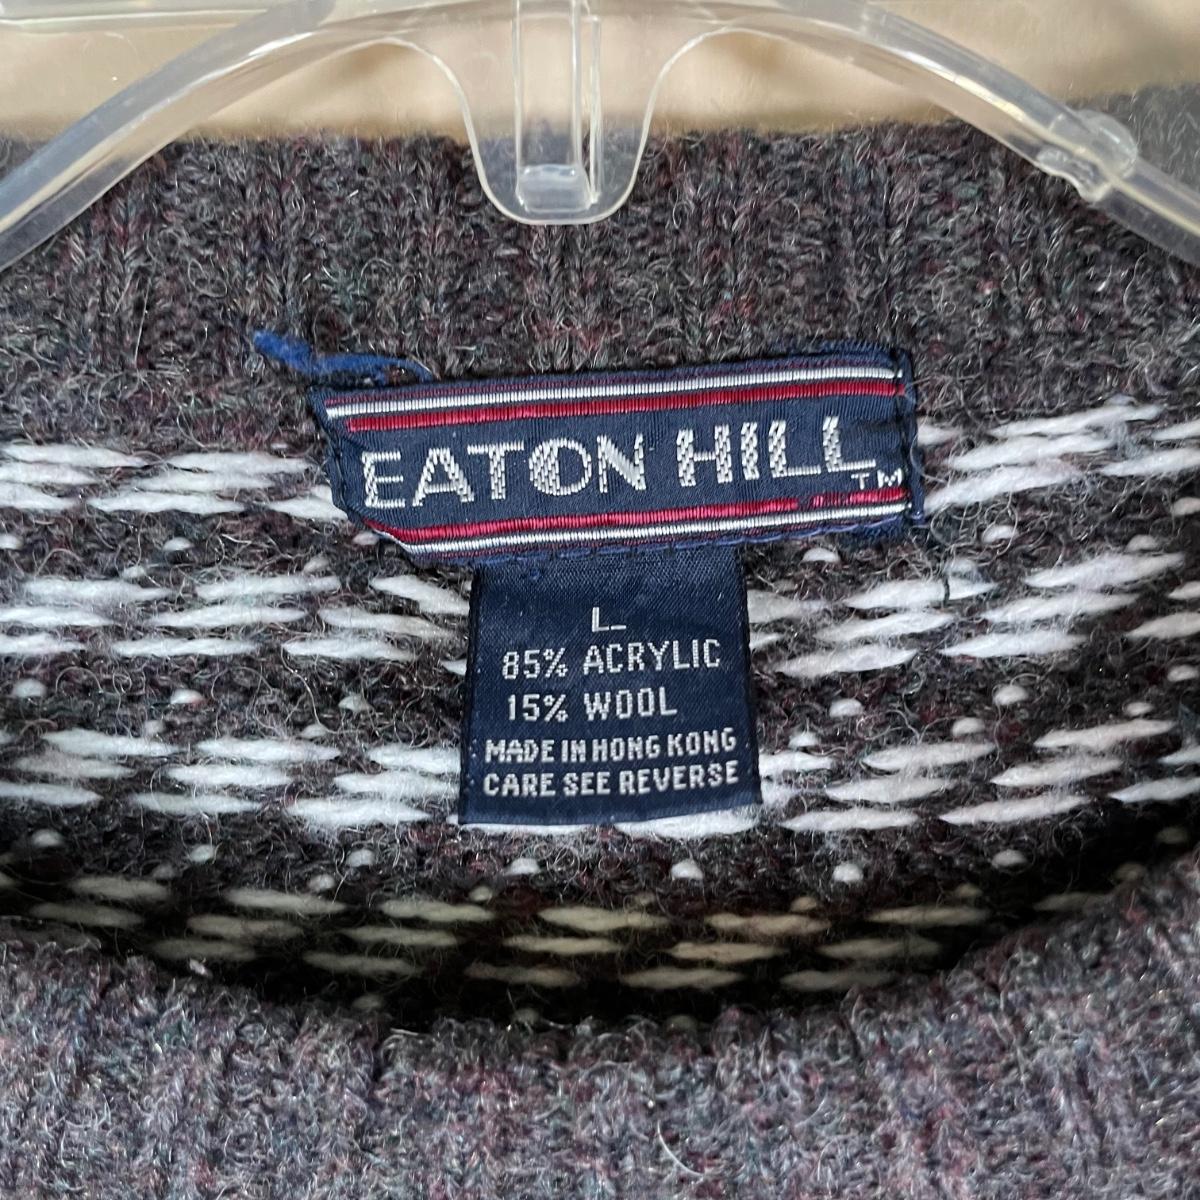 EATON HILL TM
L
85% ACRYLIC
15% WOOL
MADE IN HONG KONG
CARE SEE REVERSE